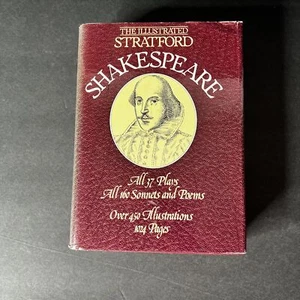 THE ILLUSTRATED
STRATFORD
SHAKESPEARE
All 37 Plays
All 160 Sonnets and Poems
Over 450 Illustrations
1024 Pages